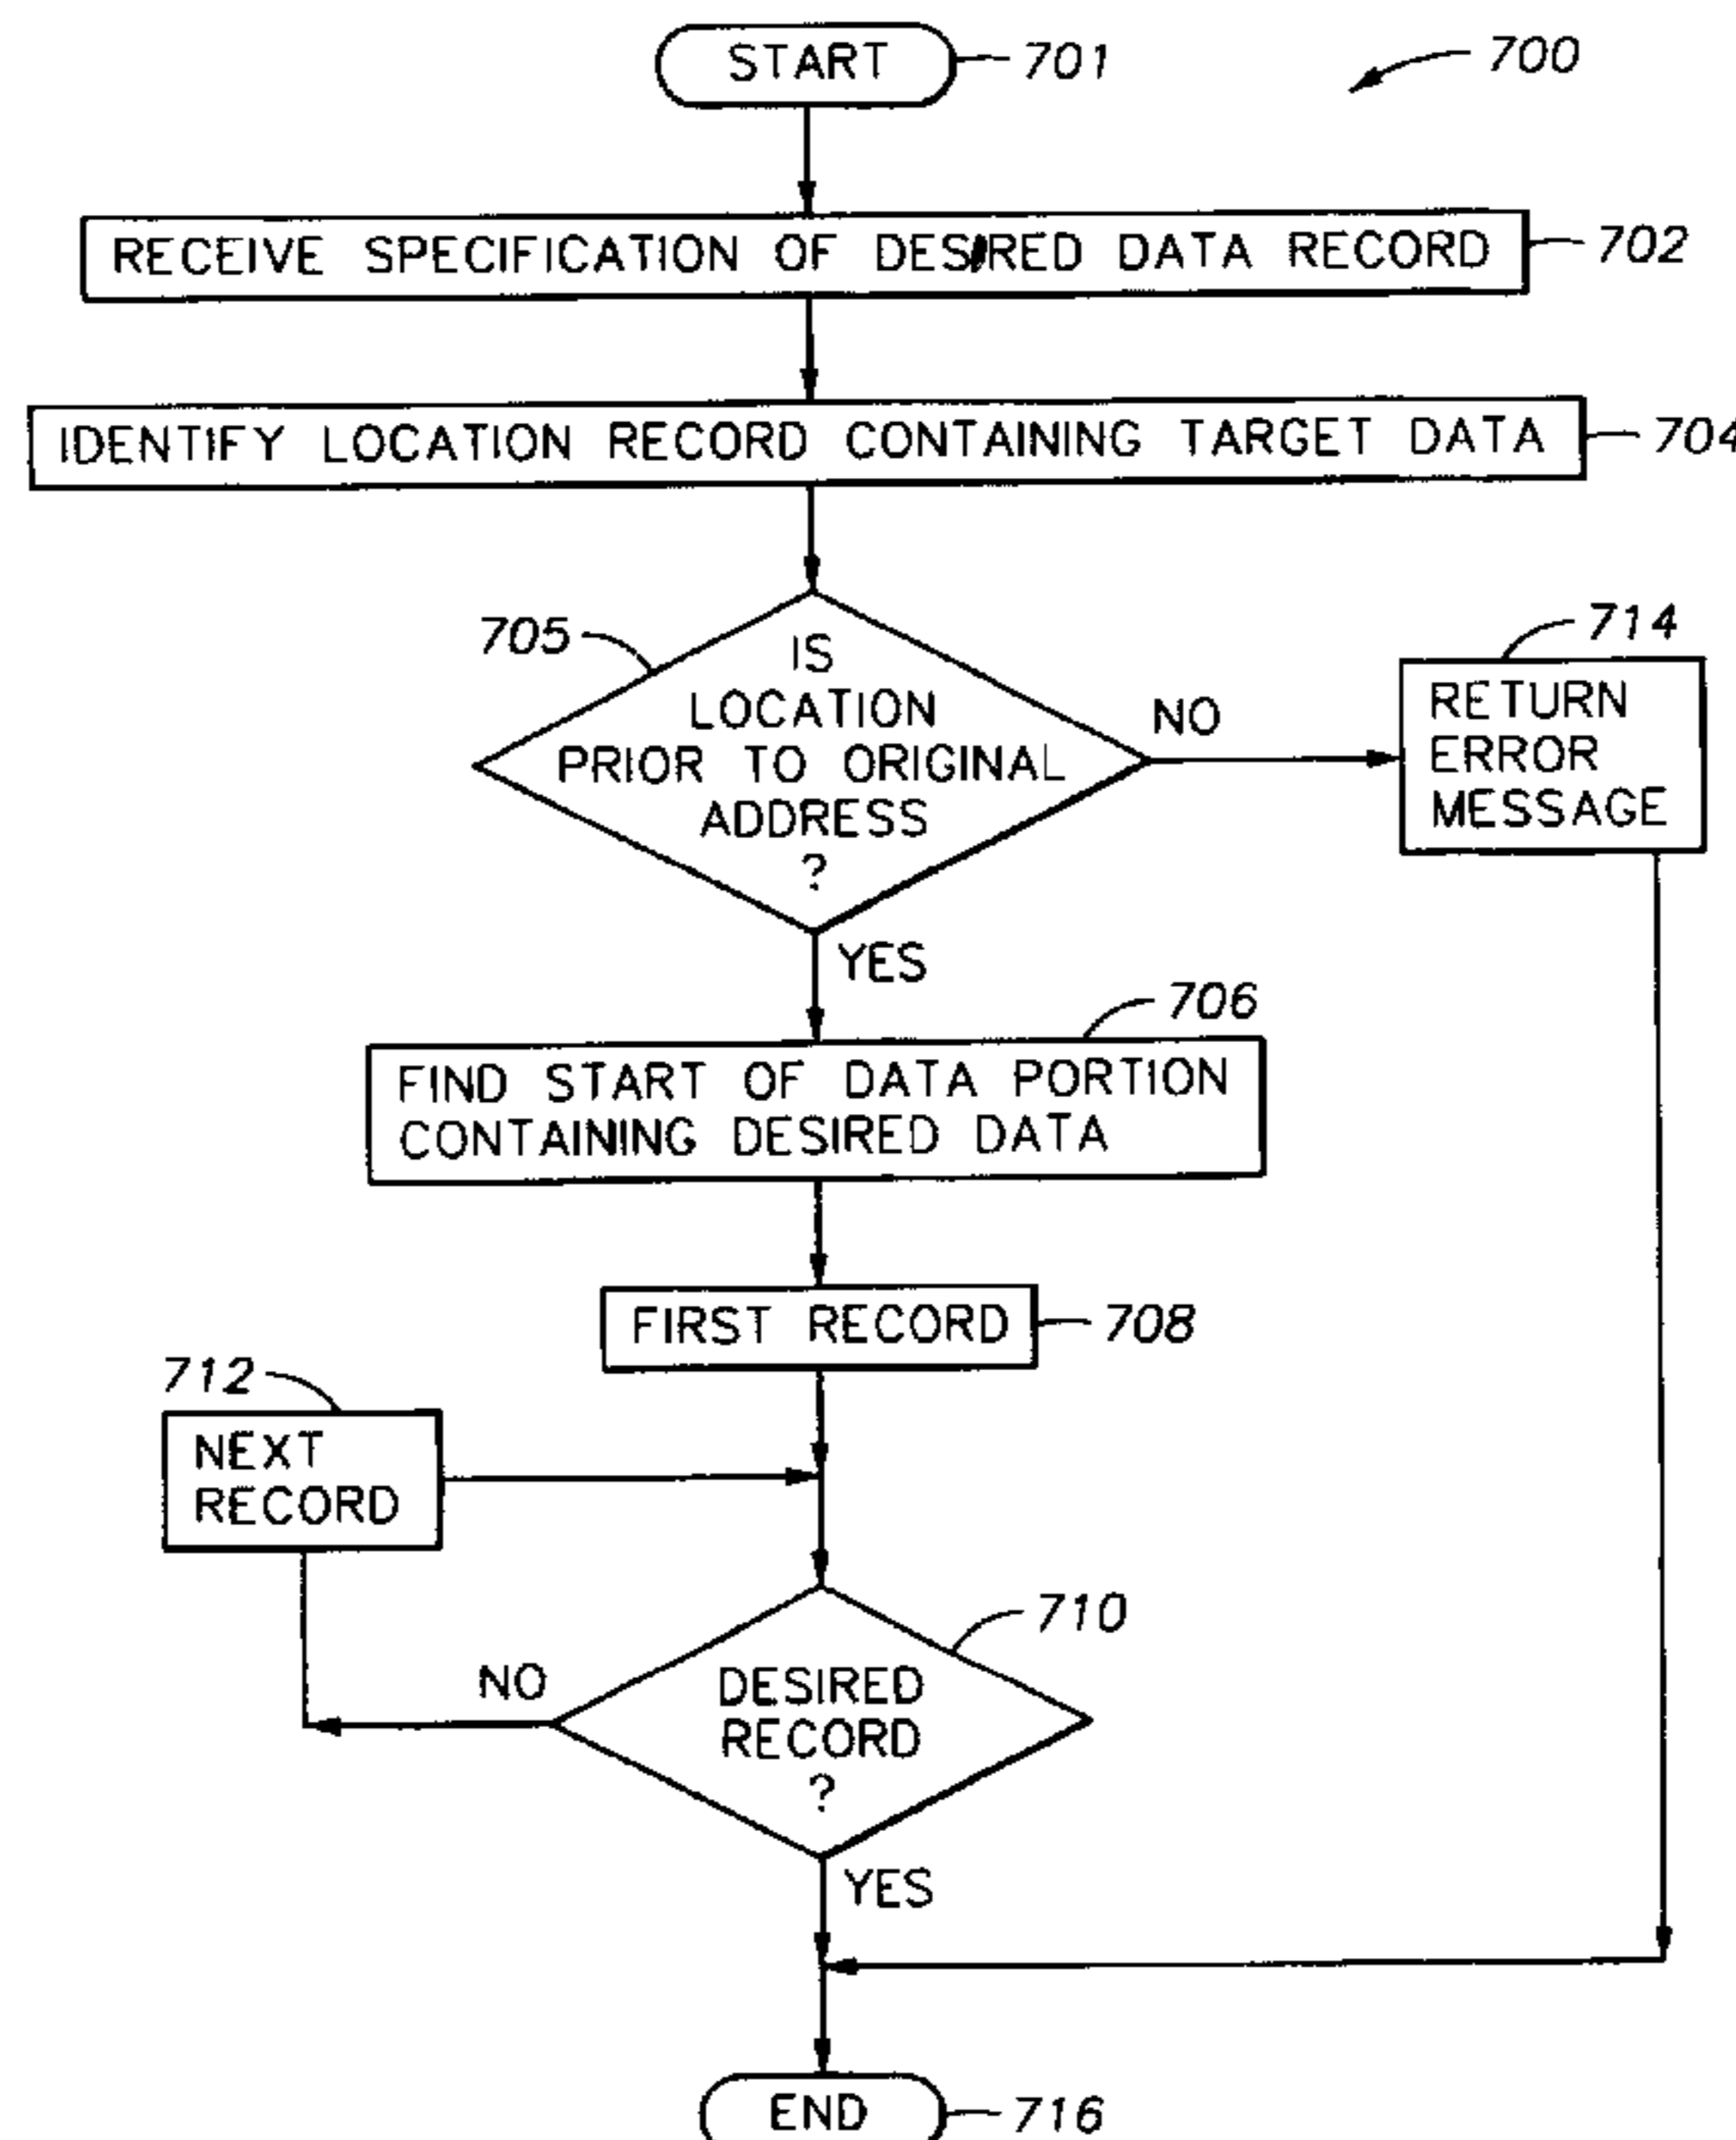 START
701
700
RECEIVE SPECIFICATION OF DESIRED DATA RECORD
702
IDENTIFY LOCATION RECORD CONTAINING TARGET DATA
704
705
IS
LOCATION
PRIOR TO ORIGINAL
ADDRESS
?
NO
714
RETURN
ERROR
MESSAGE
YES
706
FIND START OF DATA PORTION
CONTAINING DESIRED DATA
FIRST RECORD
708
712
NEXT
RECORD
710
NO
DESIRED
RECORD
?
YES
END
716